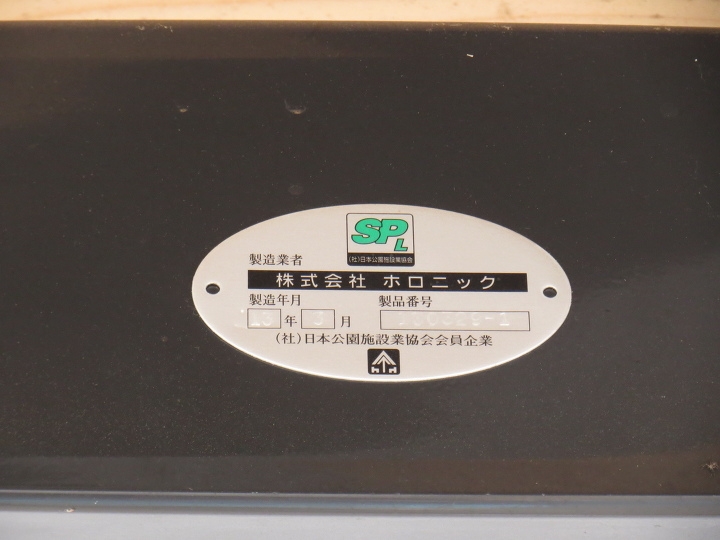 SPL
(社)日本公園施設業協会
製造業者
株式会社 ホロニック
製造年月 製品番号
年 3 月
(社)日本公園施設業協会会員企業